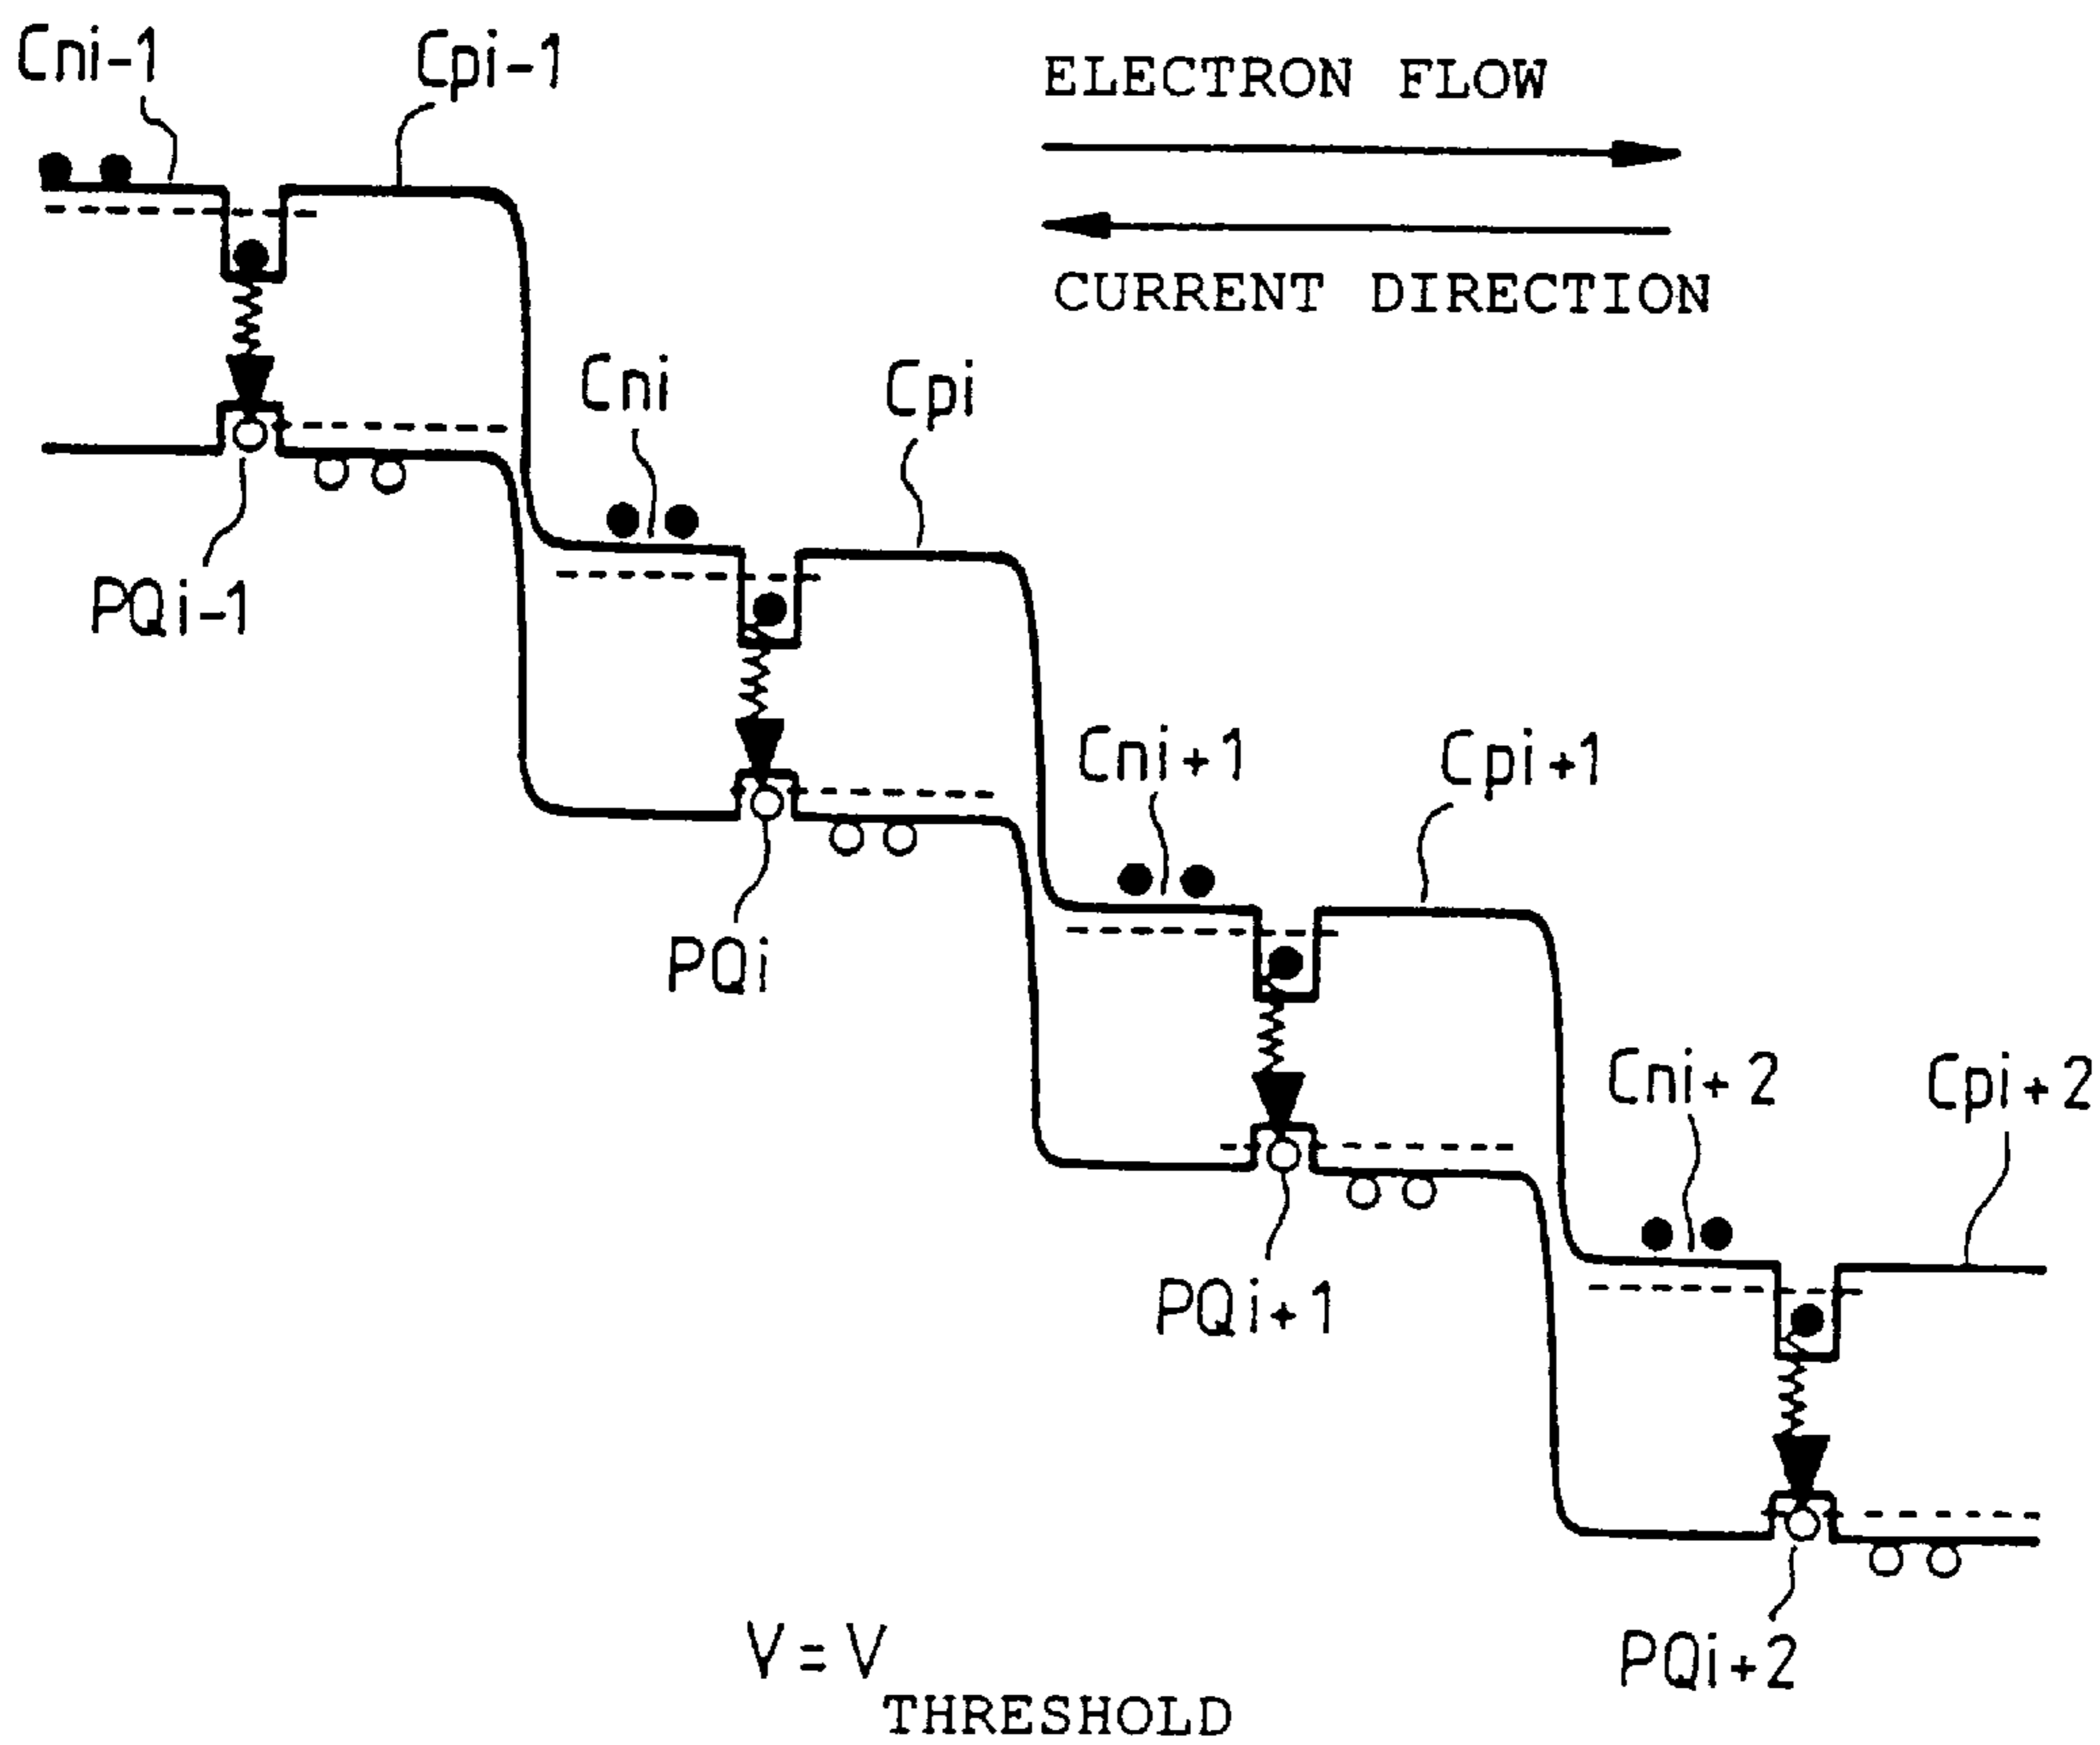 Cni-1
Cpi-1
ELECTRON FLOW
CURRENT DIRECTION
Cni
Cpi
PQi-1
Cni+1
Cpi+1
PQi
Cni+2
Cpi+2
PQi+1
V=V THRESHOLD
PQi+2